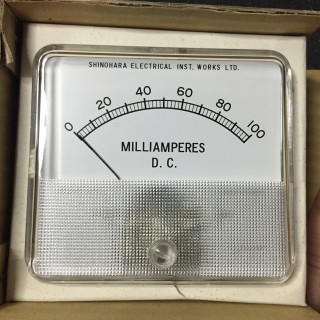 SHINOHARA ELECTRICAL INST. WORKS LTD.
0 20 40 60 80 100
MILLIAMPERES
D. C.